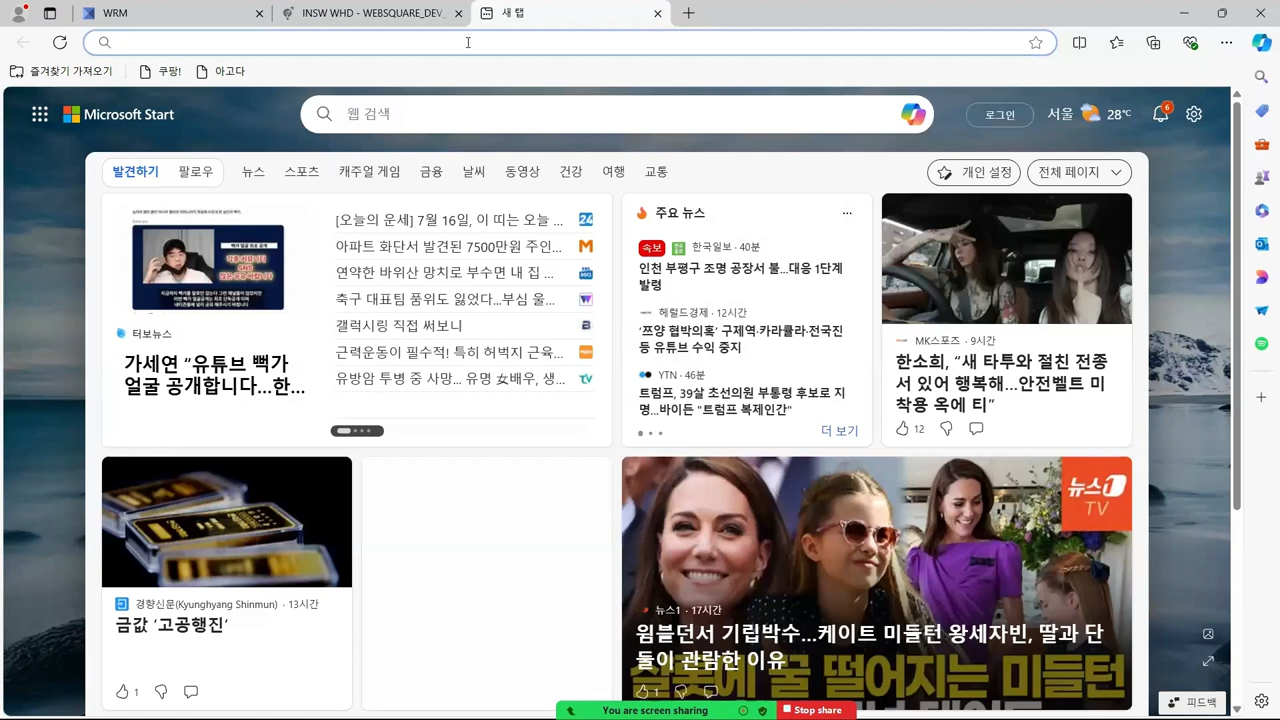 WRM
INSW WHD - WEBSQUARE_DEV_
새 탭
즐겨찾기 가져오기
쿠팡!
아고다
Microsoft Start
웹 검색
로그인
서울
28°C
6
발견하기
팔로우
뉴스
스포츠
캐주얼 게임
금융
날씨
동영상
건강
여행
교통
개인 설정
전체 페이지
터보뉴스
가세연 “유튜브 뻑가
얼굴 공개합니다...한...
[오늘의 운세] 7월 16일, 이 띠는 오늘 ...
아파트 화단서 발견된 7500만원 주인...
연약한 바위산 망치로 부수면 내 집 ...
축구 대표팀 품위도 잃었다...부심 울...
갤럭시링 직접 써보니
근력운동이 필수적! 특히 허벅지 근육...
유방암 투병 중 사망... 유명 女배우, 생...
주요 뉴스
속보
한국일보 · 40분
인천 부평구 조명 공장서 불...대응 1단계
발령
헤럴드경제 · 12시간
‘쯔양 협박의혹’ 구제역·카라큘라·전국진
등 유튜브 수익 중지
YTN · 46분
트럼프, 39살 초선의원 부통령 후보로 지
명...바이든 "트럼프 복제인간"
더 보기
MK스포츠 · 9시간
한소희, “새 타투와 절친 전종
서 있어 행복해...안전벨트 미
착용 옥에 티”
12
경향신문(Kyunghyang Shinmun) · 13시간
금값 ‘고공행진’
1
뉴스1
TV
뉴스1 · 17시간
윔블던서 기립박수...케이트 미들턴 왕세자빈, 딸과 단
둘이 관람한 이유
꿀 떨어지는 미들턴
1
피드백
You are screen sharing
Stop share